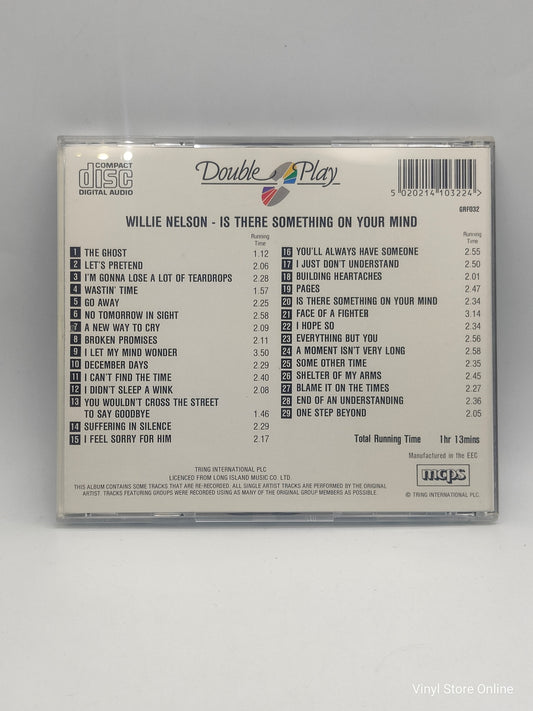 COMPACT
disc
DIGITAL AUDIO
Double Play
5 020214 103224 >
GRF032
WILLIE NELSON - IS THERE SOMETHING ON YOUR MIND
Running
Time
1 THE GHOST 1.12
2 LET'S PRETEND 2.06
3 I'M GONNA LOSE A LOT OF TEARDROPS 2.28
4 WASTIN' TIME 1.57
5 GO AWAY 2.25
6 NO TOMORROW IN SIGHT 2.58
7 A NEW WAY TO CRY 2.09
8 BROKEN PROMISES 2.11
9 I LET MY MIND WONDER 3.50
10 DECEMBER DAYS 2.29
11 I CAN'T FIND THE TIME 2.40
12 I DIDN'T SLEEP A WINK 2.08
13 YOU WOULDN'T CROSS THE STREET
TO SAY GOODBYE 1.46
14 SUFFERING IN SILENCE 2.29
15 I FEEL SORRY FOR HIM 2.17
Running
Time
16 YOU'LL ALWAYS HAVE SOMEONE 2.55
17 I JUST DON'T UNDERSTAND 2.50
18 BUILDING HEARTACHES 2.01
19 PAGES 2.47
20 IS THERE SOMETHING ON YOUR MIND 2.34
21 FACE OF A FIGHTER 3.14
22 I HOPE SO 2.34
23 EVERYTHING BUT YOU 2.56
24 A MOMENT ISN'T VERY LONG 2.58
25 SOME OTHER TIME 2.35
26 SHELTER OF MY ARMS 2.45
27 BLAME IT ON THE TIMES 2.27
28 END OF AN UNDERSTANDING 2.36
29 ONE STEP BEYOND 2.05
Total Running Time 1hr 13mins
Manufactured in the EEC
mcps
© TRING INTERNATIONAL PLC.
TRING INTERNATIONAL PLC
LICENCED FROM LONG ISLAND MUSIC CO. LTD.
THIS ALBUM CONTAINS SOME TRACKS THAT ARE RE-RECORDED. ALL SINGLE ARTIST TRACKS ARE PERFORMED BY THE ORIGINAL
ARTIST. TRACKS FEATURING GROUPS WERE RECORDED USING AS MANY OF THE ORIGINAL GROUP MEMBERS AS POSSIBLE.
Vinyl Store Online